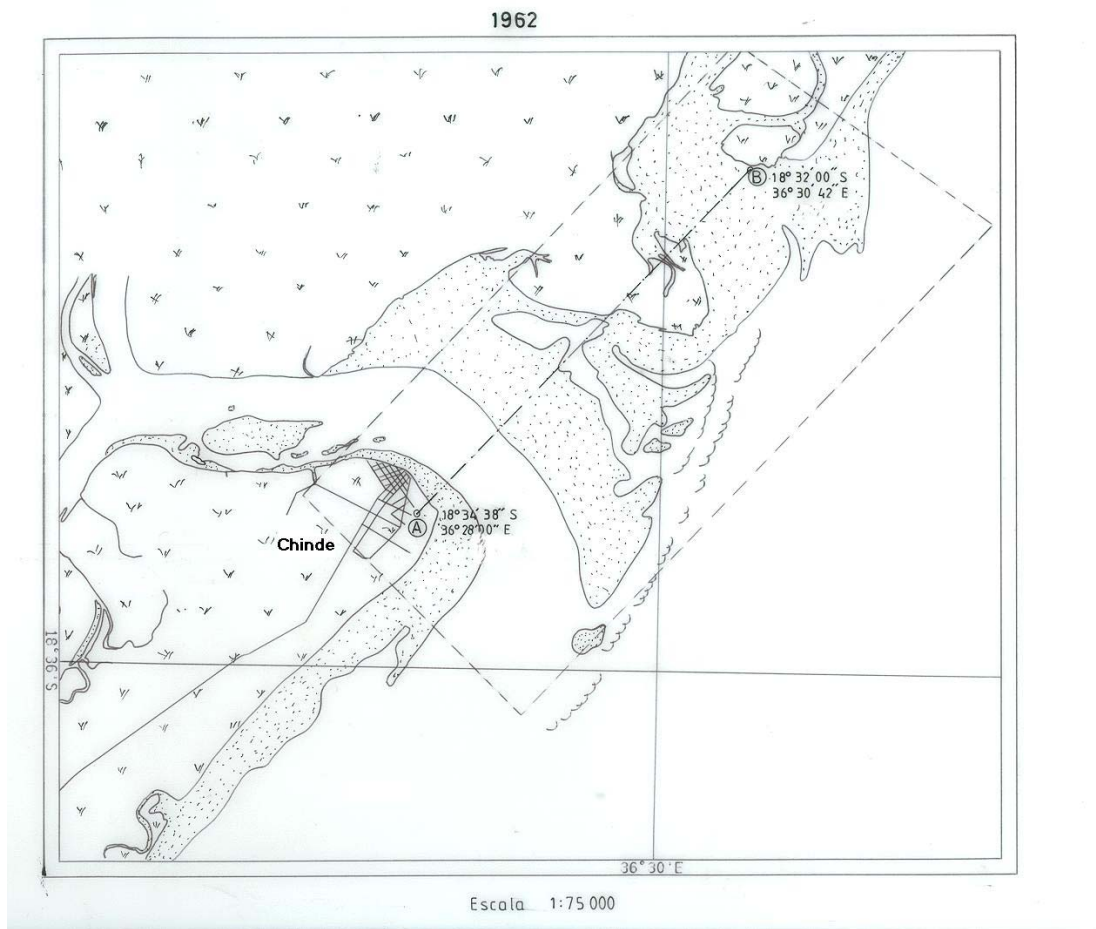 1962
B
18° 32' 00" S
36° 30' 42" E
18° 34' 38" S
A
36° 28' 00" E
Chinde
18° 36' S
36° 30' E
Escala 1:75 000